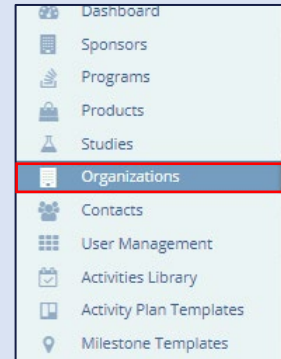 Dashboard
Sponsors
Programs
Products
Studies
Organizations
Contacts
User Management
Activities Library
Activity Plan Templates
Milestone Templates